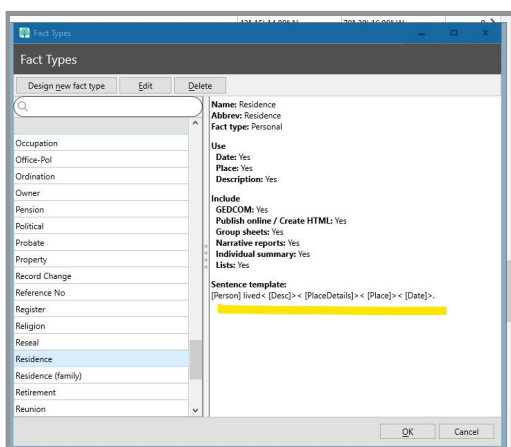 Fact Types
Fact Types
Design new fact type
Edit
Delete
Occupation
Office-Pol
Ordination
Owner
Pension
Political
Probate
Property
Record Change
Reference No
Register
Religion
Reseal
Residence
Residence (family)
Retirement
Reunion
Name: Residence
Abbrev: Residence
Fact type: Personal
Use
Date: Yes
Place: Yes
Description: Yes
Include
GEDCOM: Yes
Publish online / Create HTML: Yes
Group sheets: Yes
Narrative reports: Yes
Individual summary: Yes
Lists: Yes
Sentence template:
[Person] lived< [Desc]>< [PlaceDetails]>< [Place]>< [Date]>.
OK
Cancel